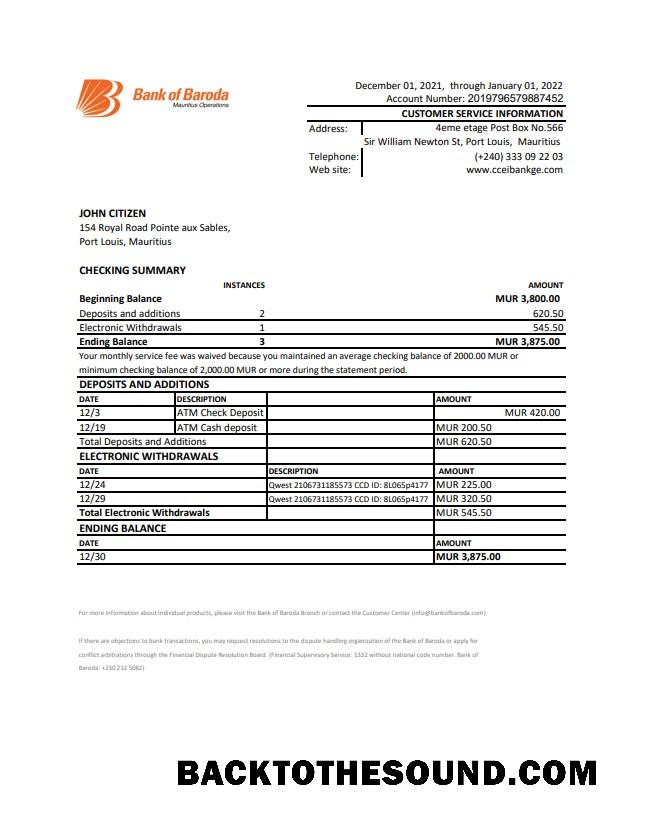 Bank of Baroda
Mauritius Operations
December 01, 2021, through January 01, 2022
Account Number: 2019796579887452
CUSTOMER SERVICE INFORMATION
Address: 4eme etage Post Box No.566
Sir William Newton St, Port Louis, Mauritius
Telephone: (+240) 333 09 22 03
Web site: www.cceibankge.com
JOHN CITIZEN
154 Royal Road Pointe aux Sables,
Port Louis, Mauritius
CHECKING SUMMARY
INSTANCES AMOUNT
Beginning Balance MUR 3,800.00
Deposits and additions 2 620.50
Electronic Withdrawals 1 545.50
Ending Balance 3 MUR 3,875.00
Your monthly service fee was waived because you maintained an average checking balance of 2000.00 MUR or
minimum checking balance of 2,000.00 MUR or more during the statement period.
DEPOSITS AND ADDITIONS
DATE DESCRIPTION AMOUNT
12/3 ATM Check Deposit MUR 420.00
12/19 ATM Cash deposit MUR 200.50
Total Deposits and Additions MUR 620.50
ELECTRONIC WITHDRAWALS
DATE DESCRIPTION AMOUNT
12/24 Qwest 2106731185573 CCD ID: 8L065p4177 MUR 225.00
12/29 Qwest 2106731185573 CCD ID: 8L065p4177 MUR 320.50
Total Electronic Withdrawals MUR 545.50
ENDING BALANCE
DATE AMOUNT
12/30 MUR 3,875.00
For more information about individual products, please visit the Bank of Baroda Branch or contact the Customer Center (info@bankofbaroda.com)
If there are objections to bank transactions, you may request resolutions to the dispute handling organization of the Bank of Baroda or apply for
conflict arbitrations through the Financial Dispute Resolution Board. (Financial Supervisory Service: 1332 without national code number. Bank of
Baroda: +230 212 5082)
BACKTOTHESOUND.COM